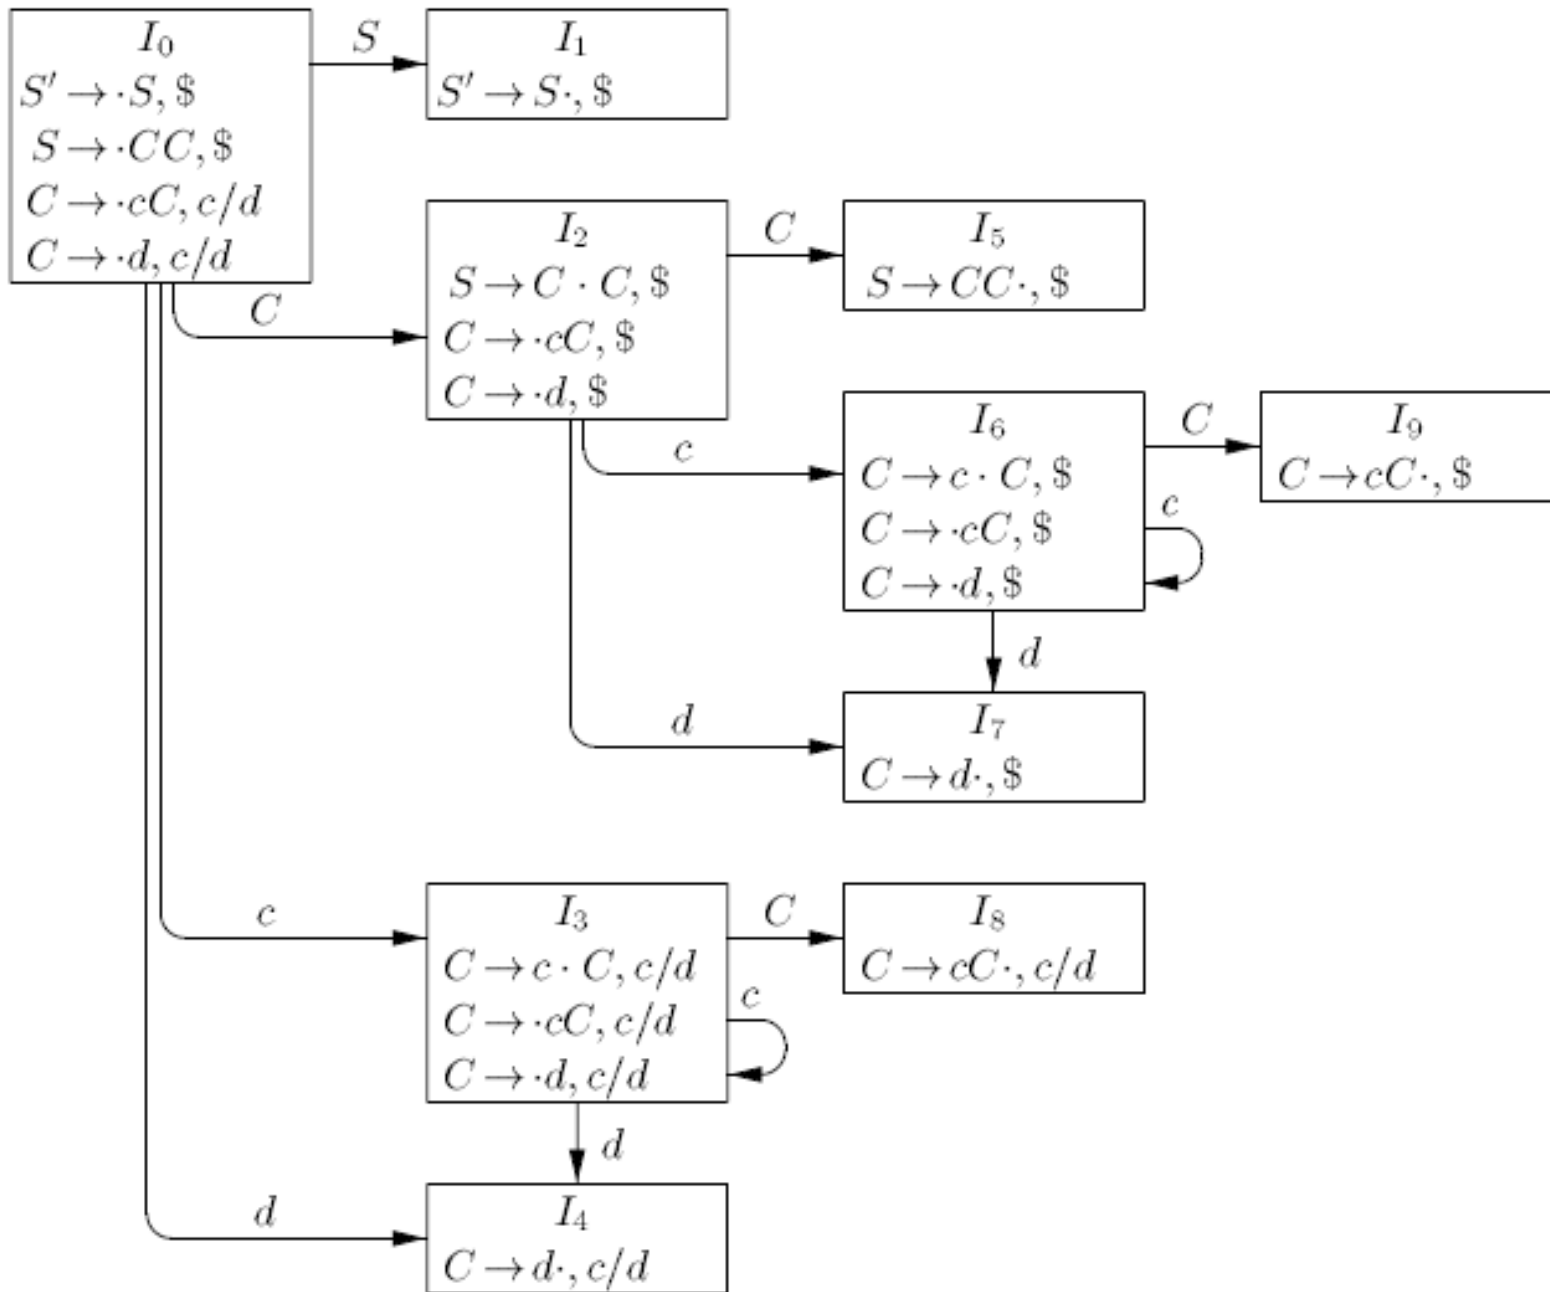 I₀
S′ → ·S, $
S → ·CC, $
C → ·cC, c/d
C → ·d, c/d
S
I₁
S′ → S·, $
C
I₂
S → C · C, $
C → ·cC, $
C → ·d, $
C
I₅
S → CC·, $
c
I₆
C → c · C, $
C → ·cC, $
C → ·d, $
C
I₉
C → cC·, $
c
d
d
I₇
C → d·, $
c
I₃
C → c · C, c/d
C → ·cC, c/d
C → ·d, c/d
C
I₈
C → cC·, c/d
c
d
d
I₄
C → d·, c/d